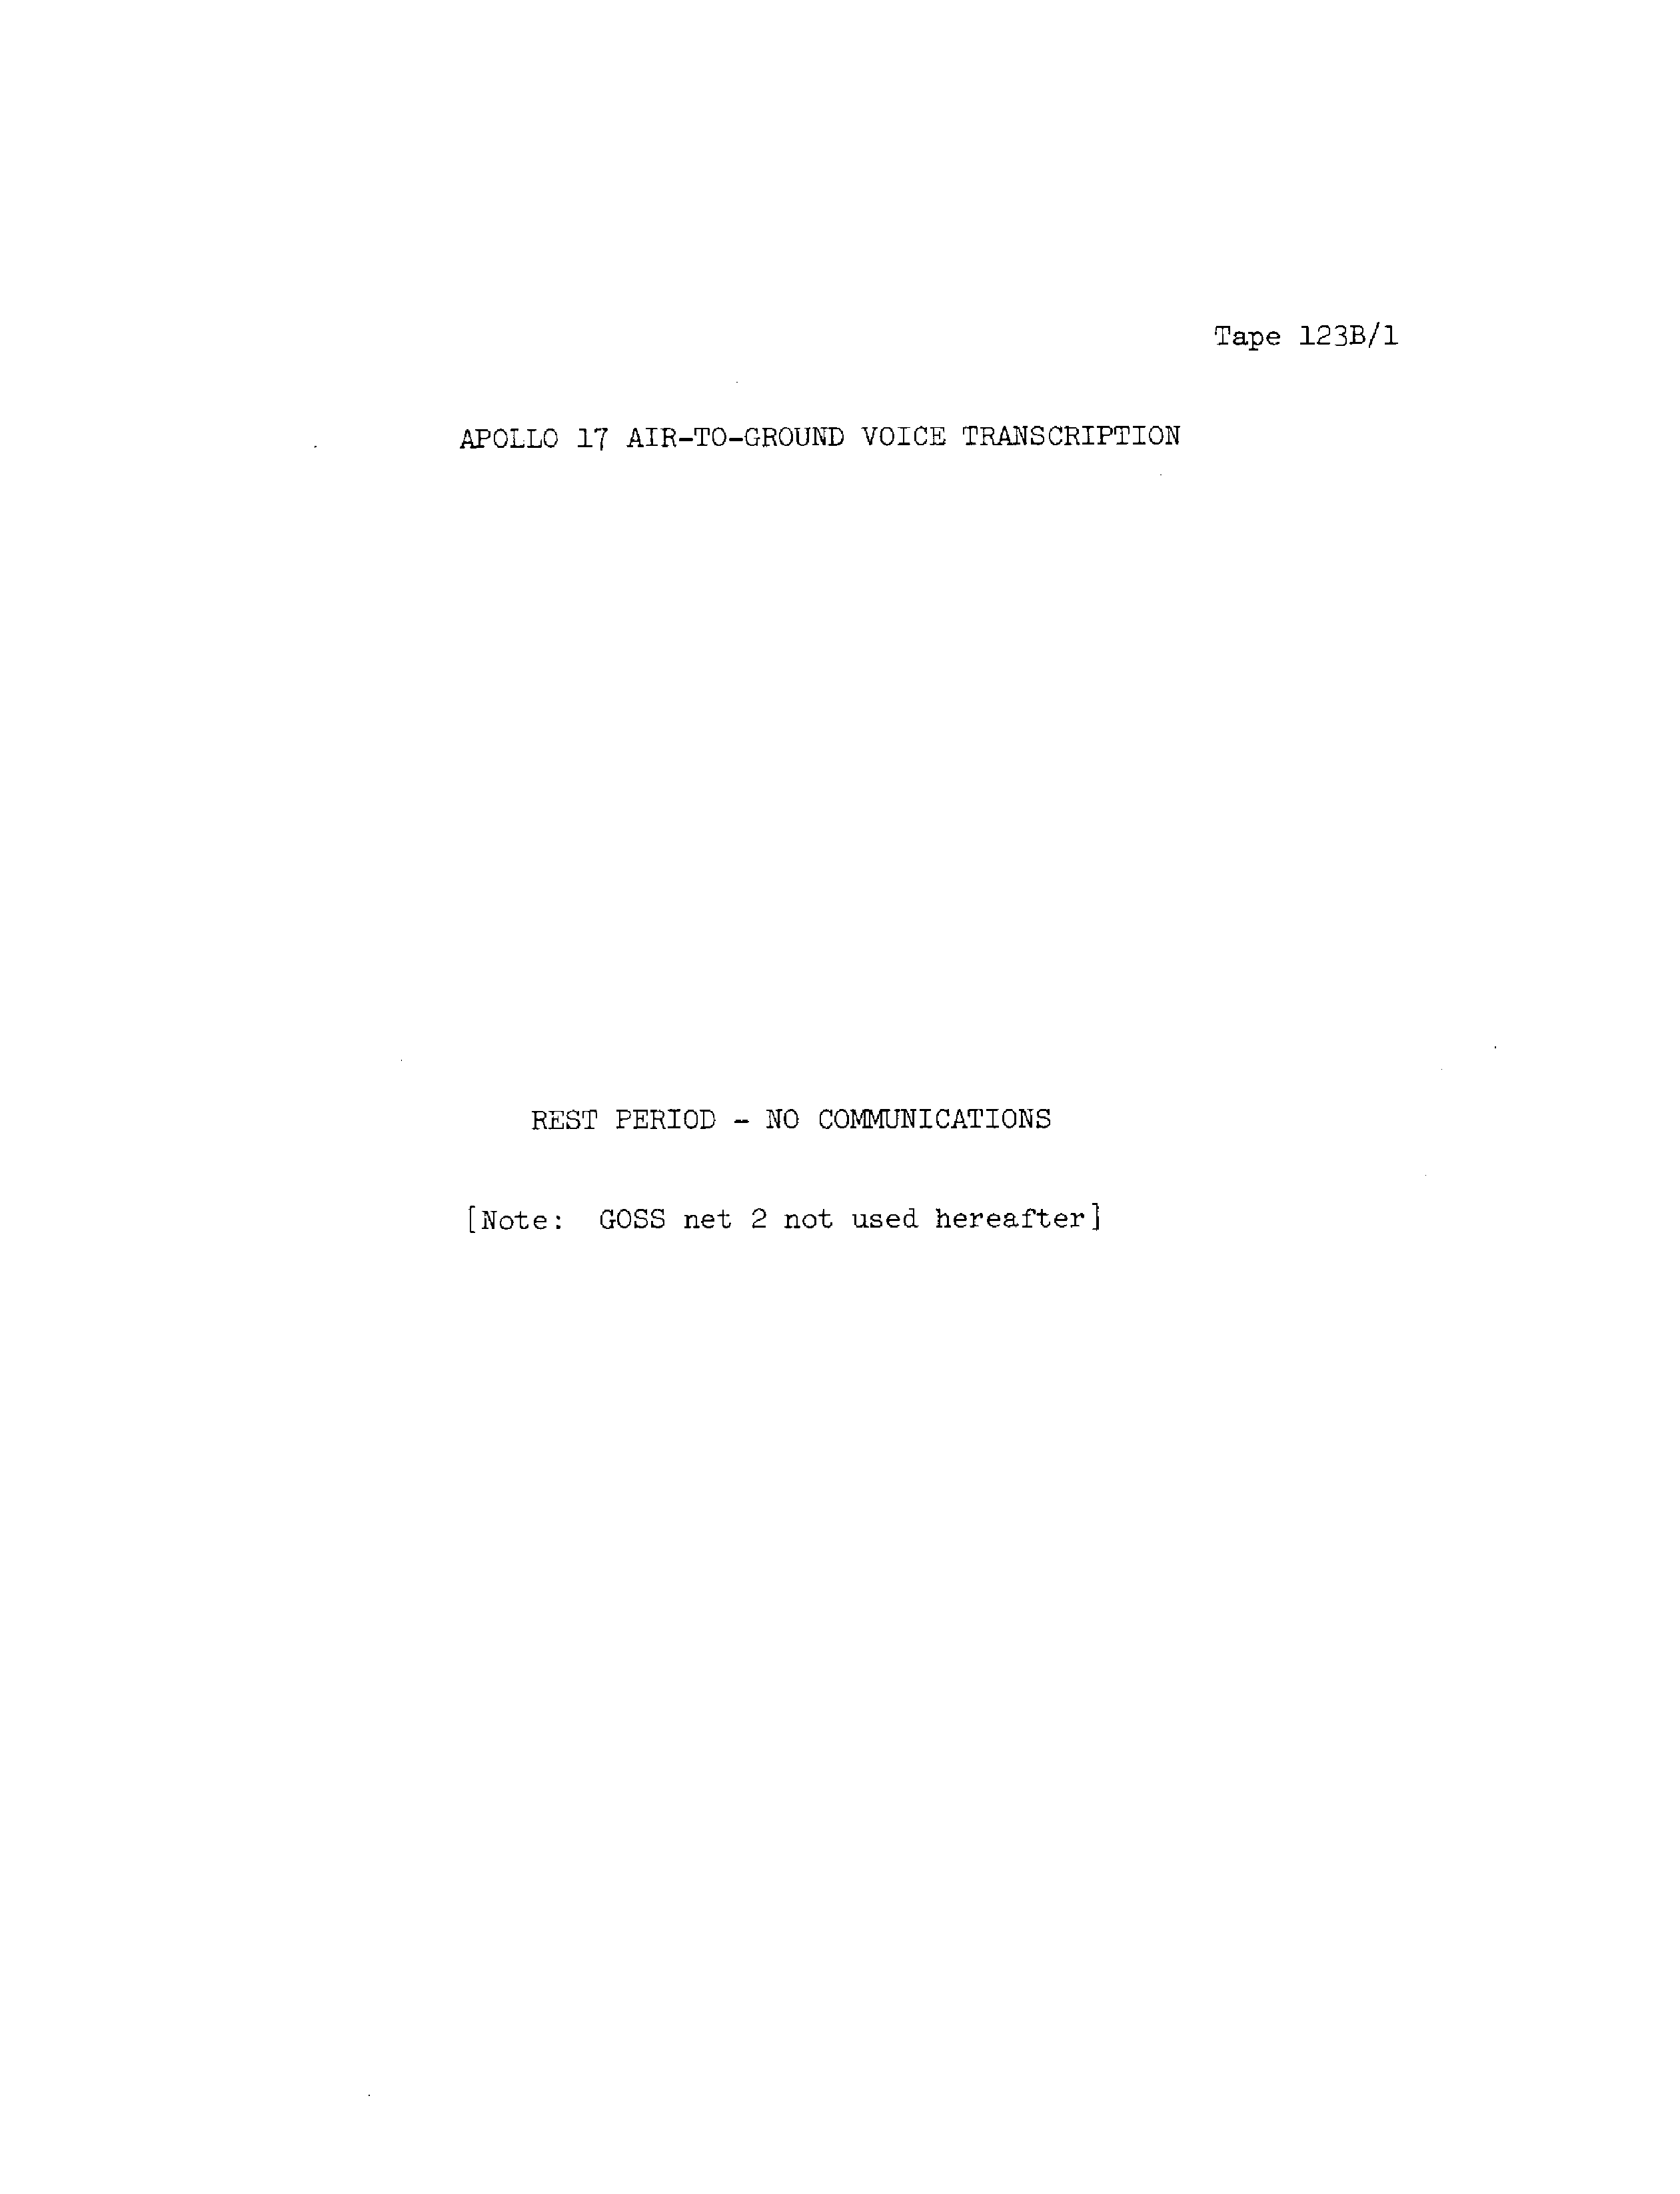 Tape 123B/1
APOLLO 17 AIR-TO-GROUND VOICE TRANSCRIPTION
REST PERIOD - NO COMMUNICATIONS
[Note: GOSS net 2 not used hereafter]